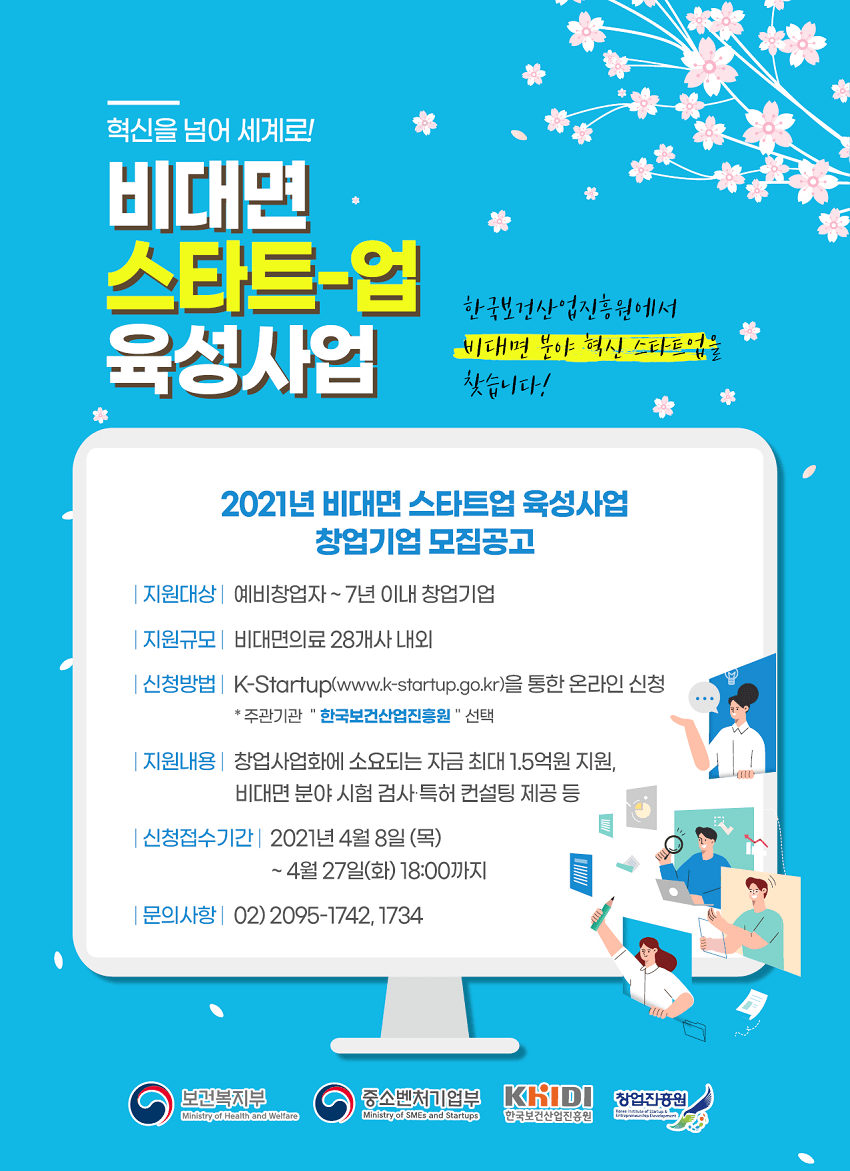 혁신을 넘어 세계로!
비대면
스타트-업
육성사업
한국보건산업진흥원에서
비대면 분야 혁신 스타트업을
찾습니다!
2021년 비대면 스타트업 육성사업
창업기업 모집공고
| 지원대상 | 예비창업자 ~ 7년 이내 창업기업
| 지원규모 | 비대면의료 28개사 내외
| 신청방법 | K-Startup(www.k-startup.go.kr)을 통한 온라인 신청
* 주관기관 " 한국보건산업진흥원 " 선택
| 지원내용 | 창업사업화에 소요되는 자금 최대 1.5억원 지원,
비대면 분야 시험 검사·특허 컨설팅 제공 등
| 신청접수기간 | 2021년 4월 8일 (목)
~ 4월 27일(화) 18:00까지
| 문의사항 | 02) 2095-1742, 1734
보건복지부
Ministry of Health and Welfare
중소벤처기업부
Ministry of SMEs and Startups
KHIDI
한국보건산업진흥원
창업진흥원
Korea Institute of Startup &
Entrepreneurship Development